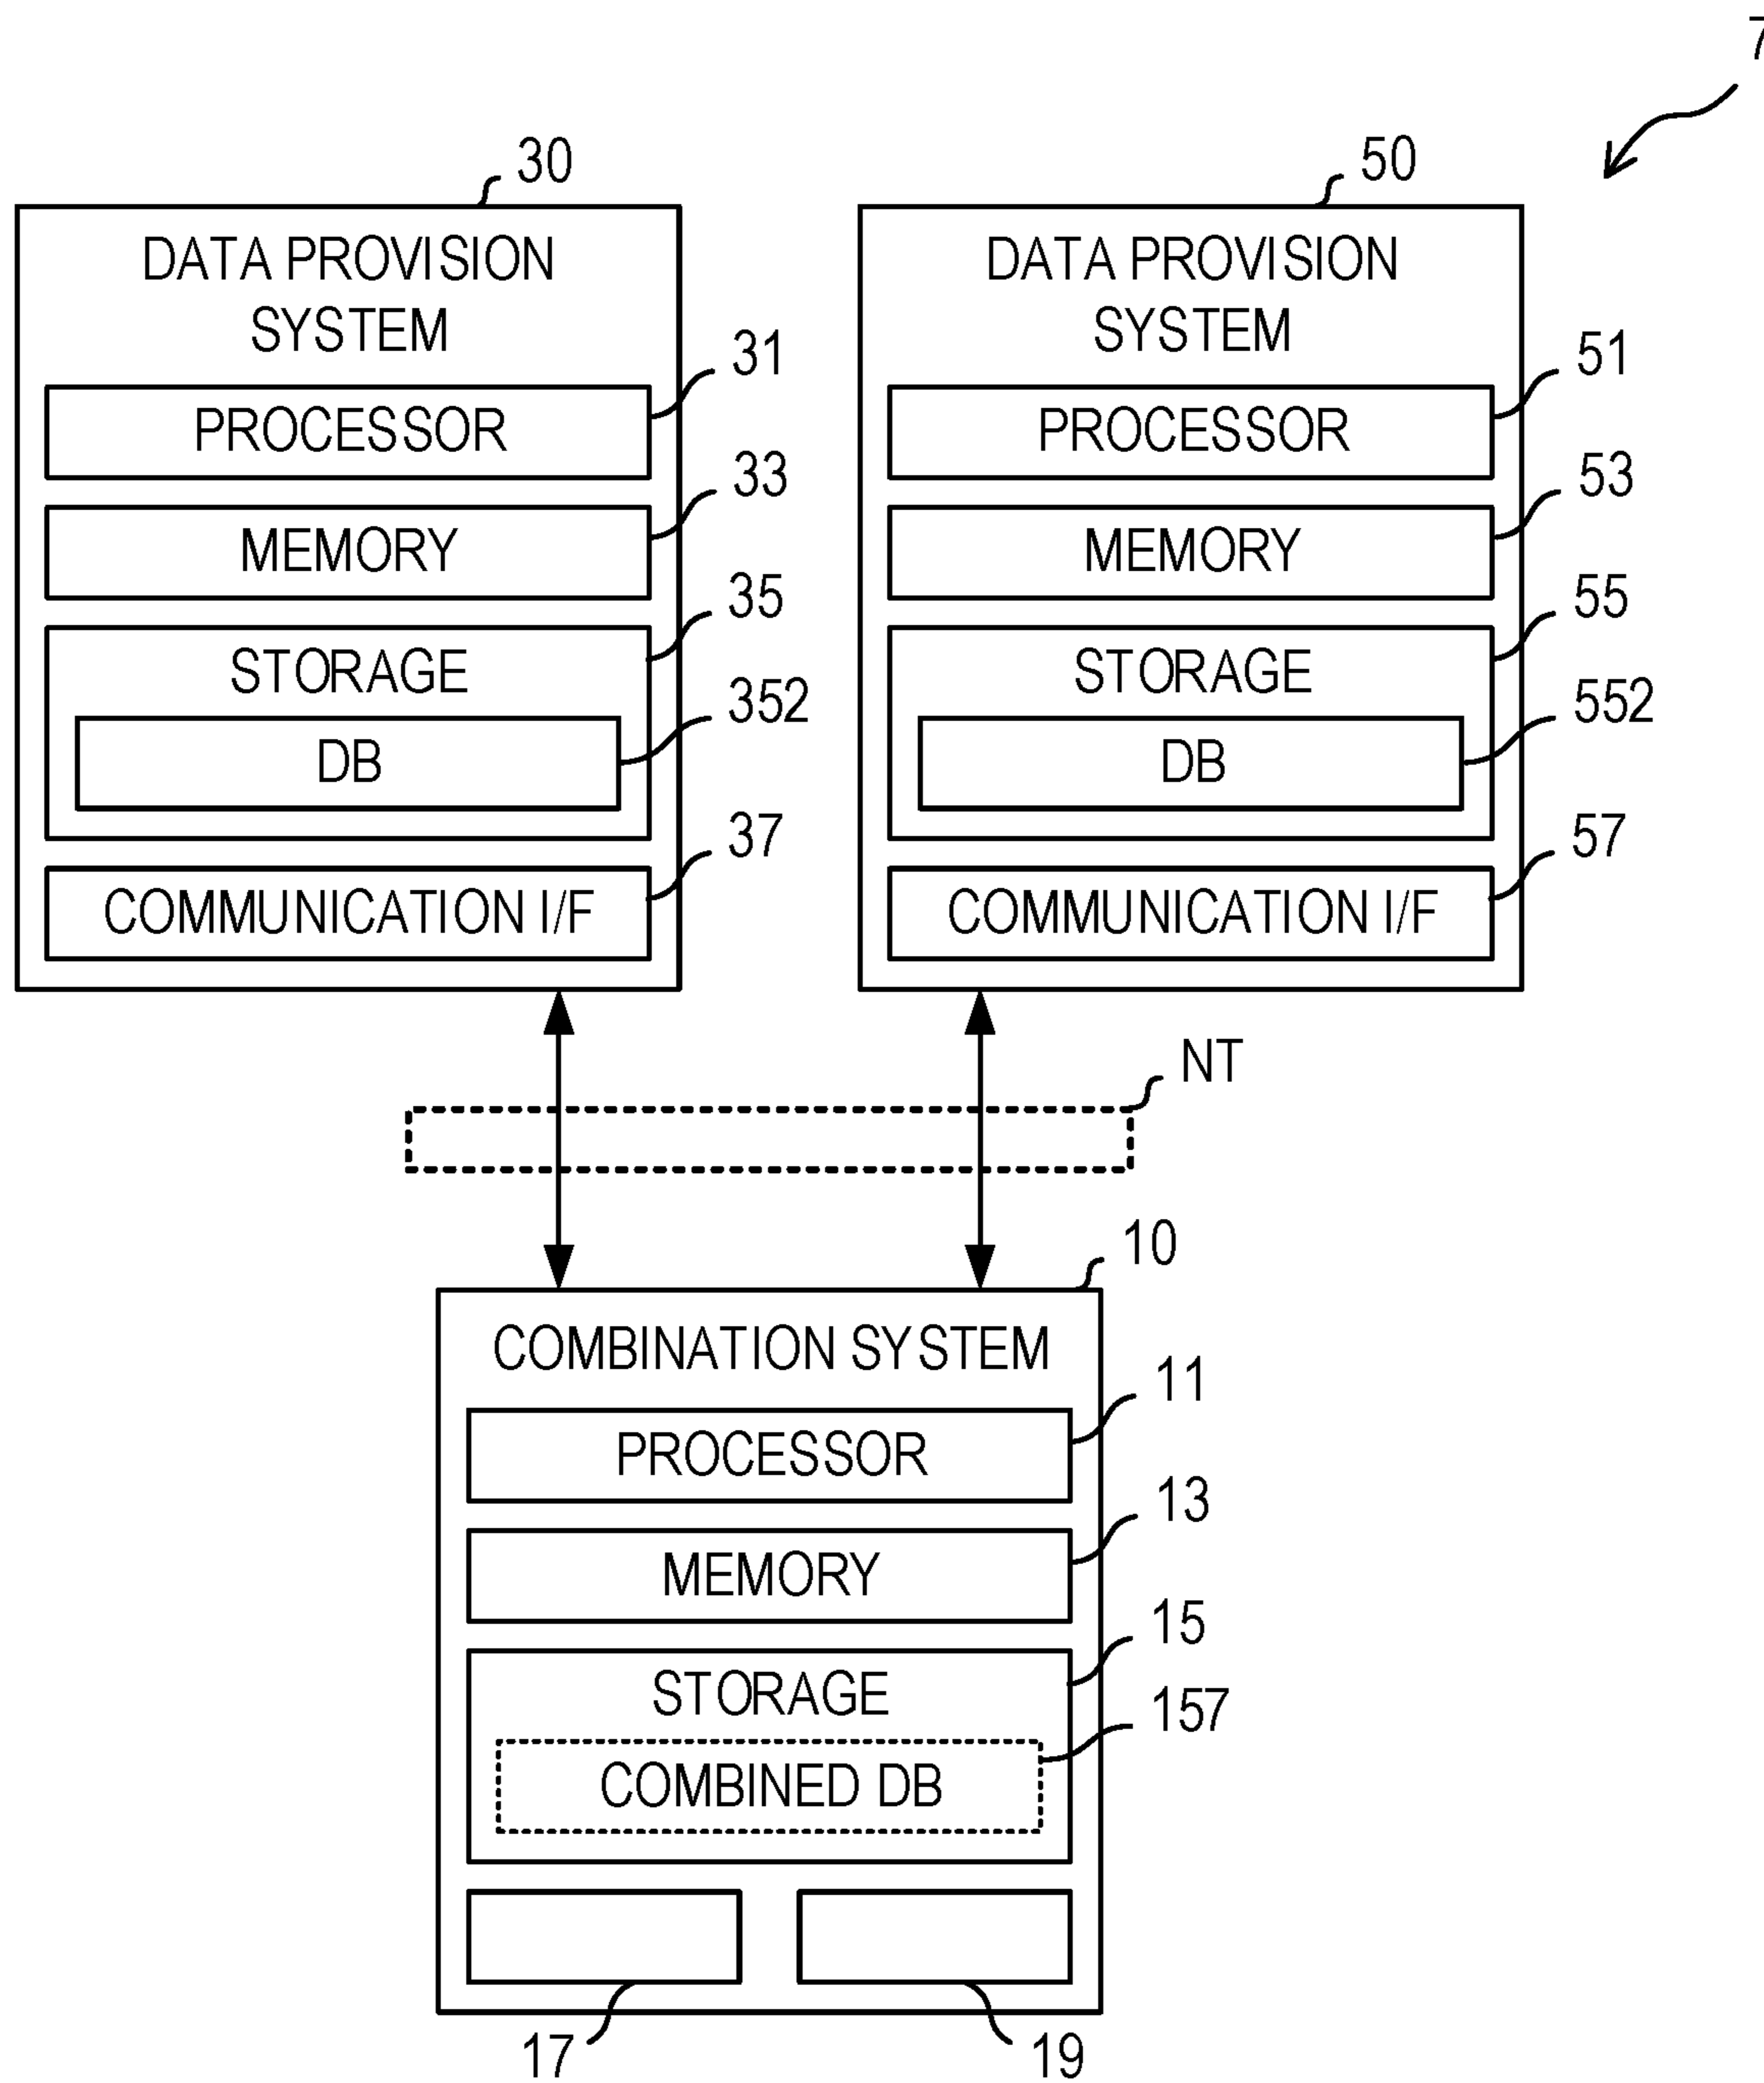 7
30
DATA PROVISION
SYSTEM
31
PROCESSOR
33
MEMORY
35
STORAGE
352
DB
37
COMMUNICATION I/F
50
DATA PROVISION
SYSTEM
51
PROCESSOR
53
MEMORY
55
STORAGE
552
DB
57
COMMUNICATION I/F
NT
10
COMBINATION SYSTEM
11
PROCESSOR
13
MEMORY
15
STORAGE
157
COMBINED DB
17
19